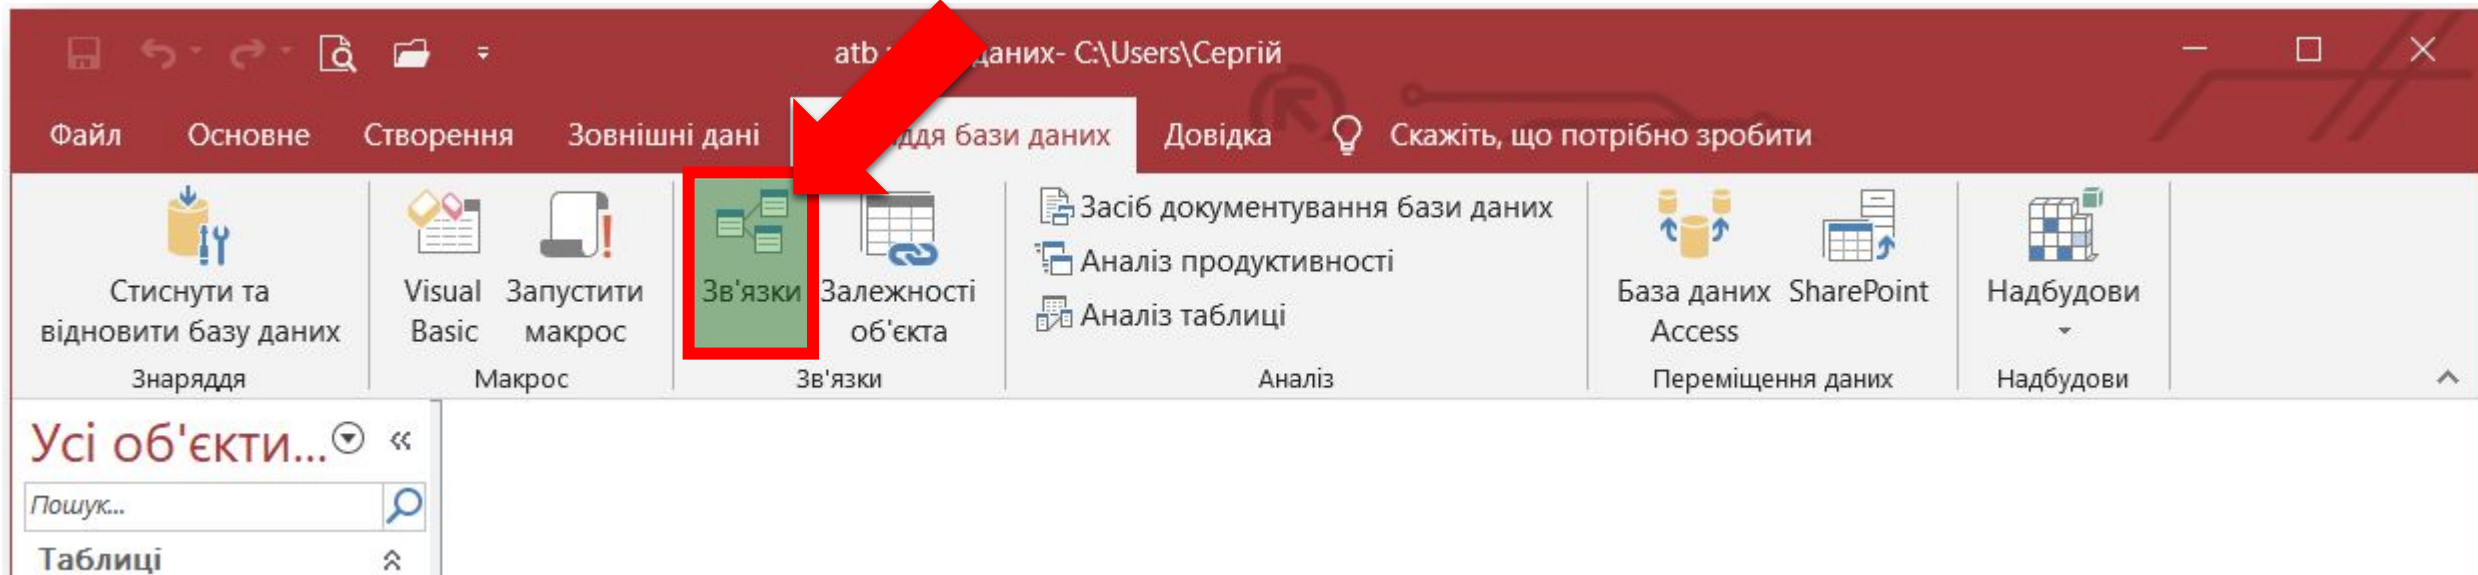 atb даних- C:\Users\Сергій
Файл Основне Створення Зовнішні дані бази даних Довідка Скажіть, що потрібно зробити
Стиснути та
відновити базу даних
Visual
Basic
Запустити
макрос
Зв'язки
Залежності
об'єкта
Засіб документування бази даних
Аналіз продуктивності
Аналіз таблиці
База даних
Access
SharePoint
Надбудови
Знаряддя Макрос Зв'язки Аналіз Переміщення даних Надбудови
Усі об'єкти...
Пошук...
Таблиці